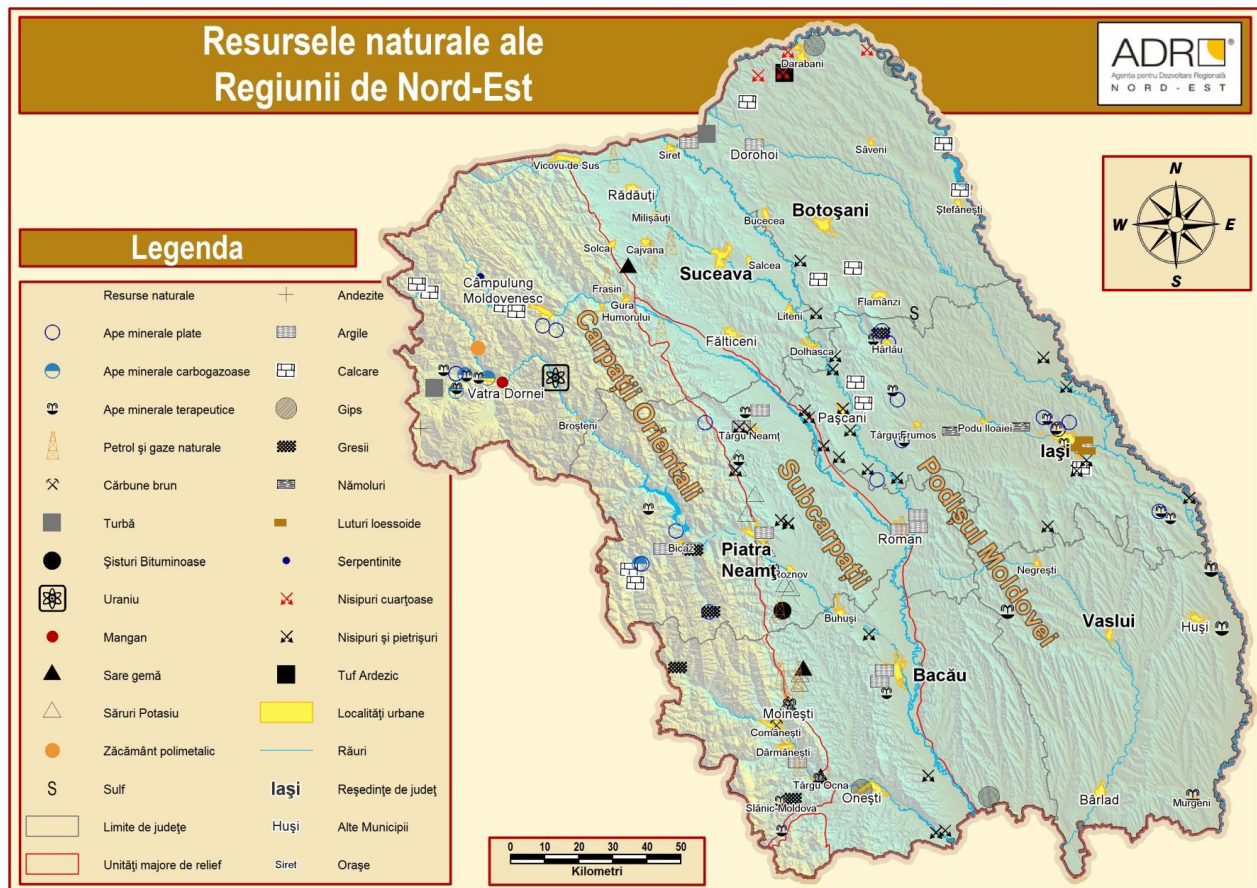 Resursele naturale ale
Regiunii de Nord-Est
ADR
Agenția pentru Dezvoltare Regională
NORD-EST
N
W
E
S
Legenda
Resurse naturale
Andezite
Ape minerale plate
Argile
Ape minerale carbogazoase
Calcare
Ape minerale terapeutice
Gips
Petrol și gaze naturale
Gresii
Cărbune brun
Nămoluri
Turbă
Luturi loessoide
Șisturi Bituminoase
Serpentinite
Uraniu
Nisipuri cuarțoase
Mangan
Nisipuri și pietrișuri
Sare gemă
Tuf Ardezic
Săruri Potasiu
Localități urbane
Zăcământ polimetalic
Râuri
S
Sulf
Iași
Reședințe de județ
Limite de județe
Huși
Alte Municipii
Unități majore de relief
Siret
Orașe
Darabani
Siret
Dorohoi
Săveni
Vicovu de Sus
Rădăuți
Milișăuți
Bucecea
Botoșani
Ștefănești
Solca
Cajvana
Suceava
Salcea
Câmpulung
Moldovenesc
Frasin
Gura
Humorului
Liteni
Flamânzi
S
Fălticeni
Dolhasca
Hârlău
Vatra Dornei
Broșteni
Carpații Orientali
Pașcani
Târgu Neamț
Târgu Frumos
Podu Iloaiei
Iași
Subcarpații
Podișul Moldovei
Roman
Bicaz
Piatra
Neamț
Roznov
Negrești
Buhuși
Vaslui
Huși
Bacău
Moinești
Comănești
Dărmănești
Târgu Ocna
Slănic-Moldova
Onești
Bârlad
Murgeni
0 10 20 30 40 50
Kilometri